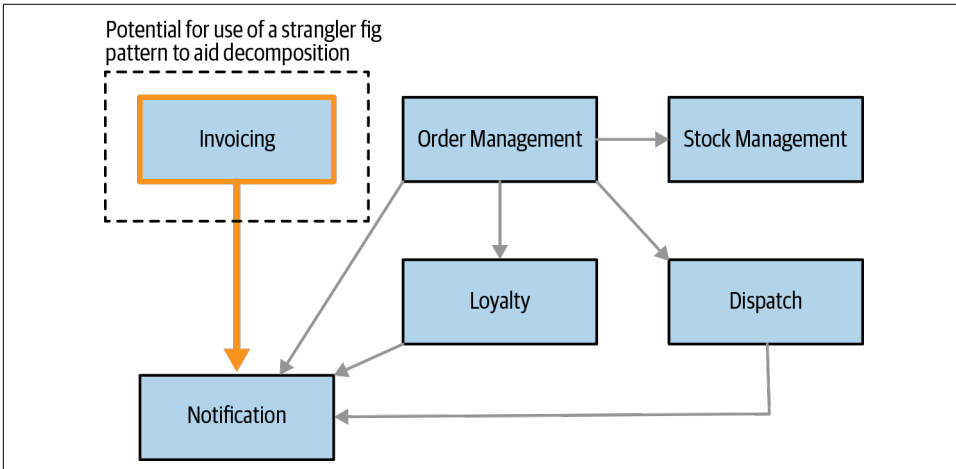 Potential for use of a strangler fig
pattern to aid decomposition
Invoicing
Order Management
Stock Management
Loyalty
Dispatch
Notification